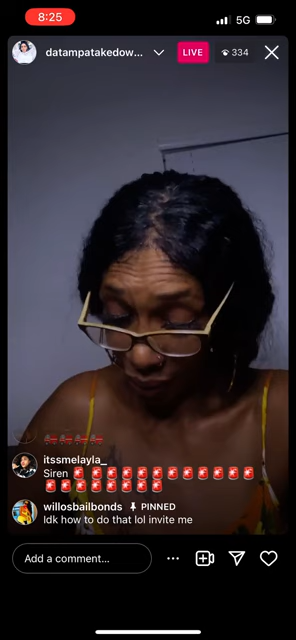 8:25
5G
datampatakedow...
LIVE
334
itssmelayla_
Siren 🚨 🚨🚨🚨🚨🚨🚨🚨🚨🚨🚨🚨
🚨🚨🚨🚨🚨🚨🚨
willosbailbonds PINNED
Idk how to do that lol invite me
Add a comment...